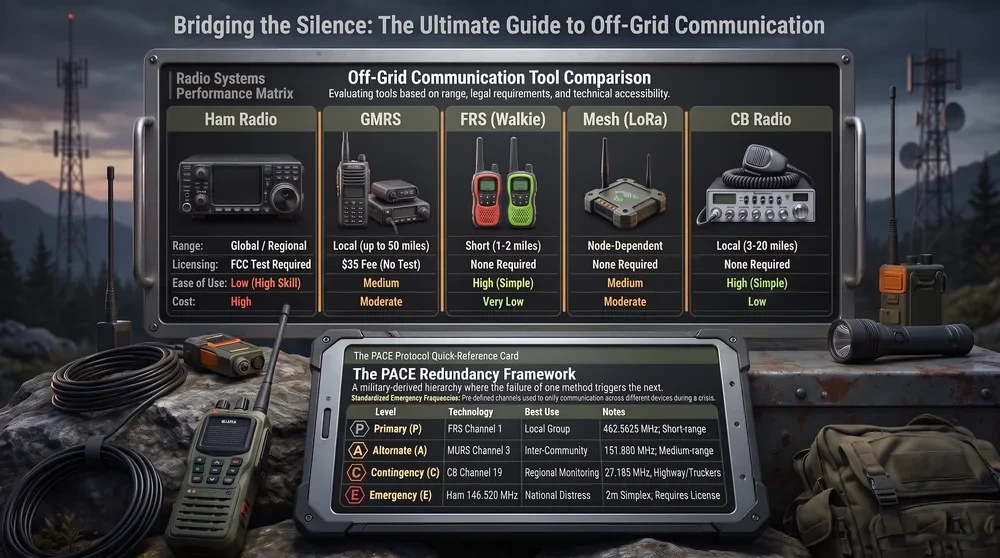 Bridging the Silence: The Ultimate Guide to Off-Grid Communication
Radio Systems
Performance Matrix
Off-Grid Communication Tool Comparison
Evaluating tools based on range, legal requirements, and technical accessibility.
Ham Radio GMRS FRS (Walkie) Mesh (LoRa) CB Radio
Range: Global / Regional Local (up to 50 miles) Short (1-2 miles) Node-Dependent Local (3-20 miles)
Licensing: FCC Test Required $35 Fee (No Test) None Required None Required None Required
Ease of Use: Low (High Skill) Medium High (Simple) Medium High (Simple)
Cost: High Moderate Very Low Moderate Low
The PACE Protocol Quick-Reference Card
The PACE Redundancy Framework
A military-derived hierarchy where the failure of one method triggers the next.
Standardized Emergency Fraquecies: Pre-defined channels used to onify communication across different devices during a crisis.
Level Technology Best Use Notes
P Primary (P) FRS Channel 1 Local Group 462.5625 MHz; Short-range
A Altornate (A) MURS Channel 3 Inter-Community 151.880 MHz; Medium-range
C Contingency (C) C8 Channel 19 Regional Monitoring 27.185 MHz, Highway/Truckers
E Emergency (E) Ham 146.520 MHz National Distress 2m Simplex; Requires License